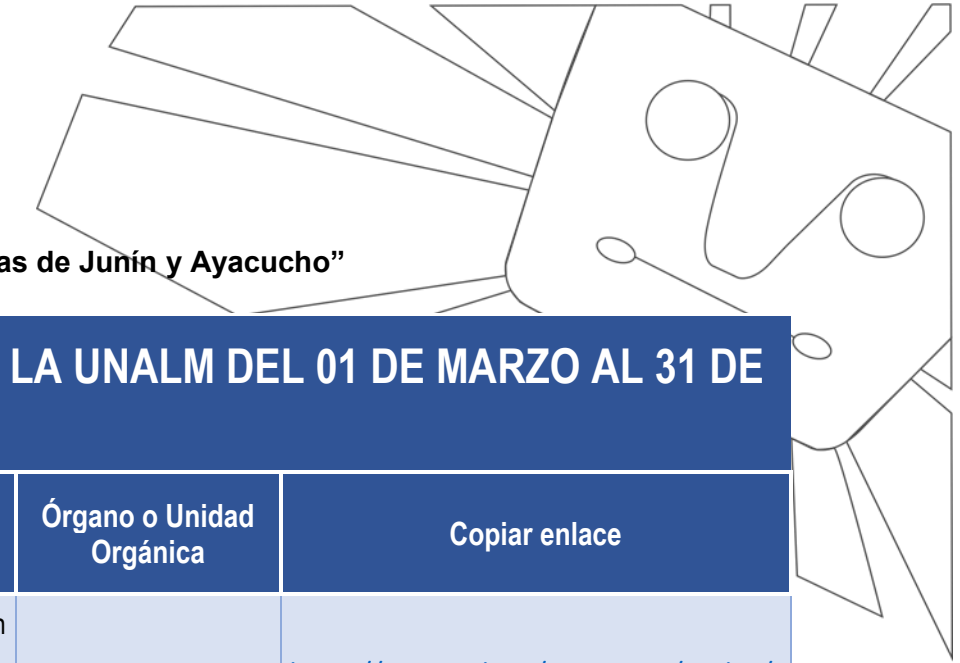 as de Junín y Ayacucho”
LA UNALM DEL 01 DE MARZO AL 31 DE
Órgano o Unidad
Orgánica
Copiar enlace